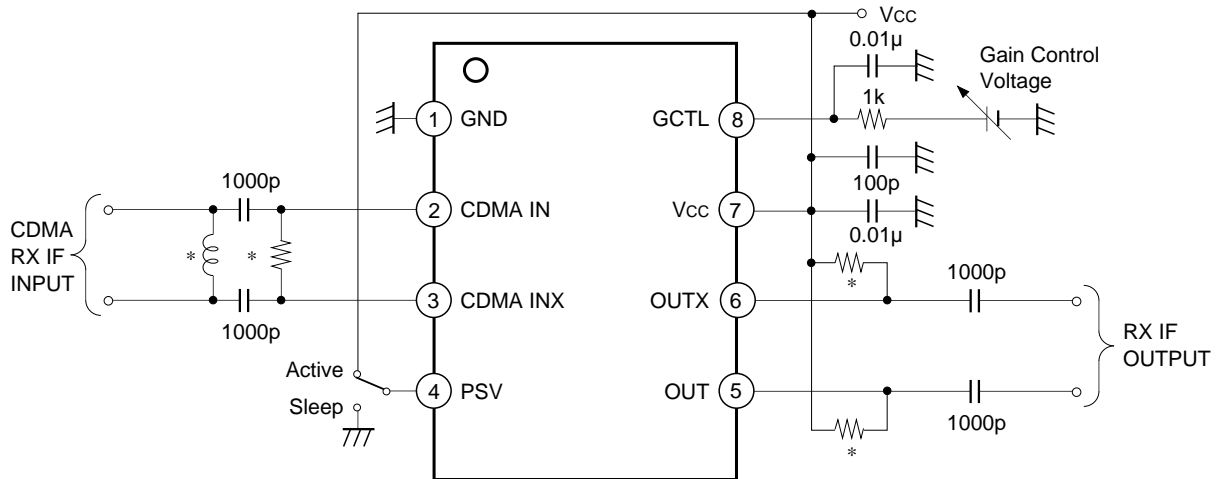 VCC
0.01μ
Gain Control
Voltage
1k
1 GND
GCTL 8
100p
1000p
2 CDMA IN
VCC 7
0.01μ
CDMA
RX IF
INPUT
*
*
*
3 CDMA INX
OUTX 6
1000p
1000p
RX IF
OUTPUT
Active
4 PSV
OUT 5
Sleep
1000p
*